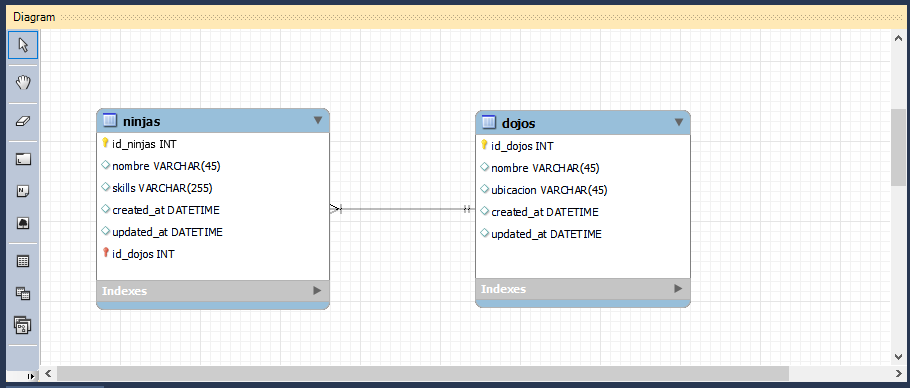 Diagram
ninjas
id_ninjas INT
nombre VARCHAR(45)
skills VARCHAR(255)
created_at DATETIME
updated_at DATETIME
id_dojos INT
Indexes
dojos
id_dojos INT
nombre VARCHAR(45)
ubicacion VARCHAR(45)
created_at DATETIME
updated_at DATETIME
Indexes